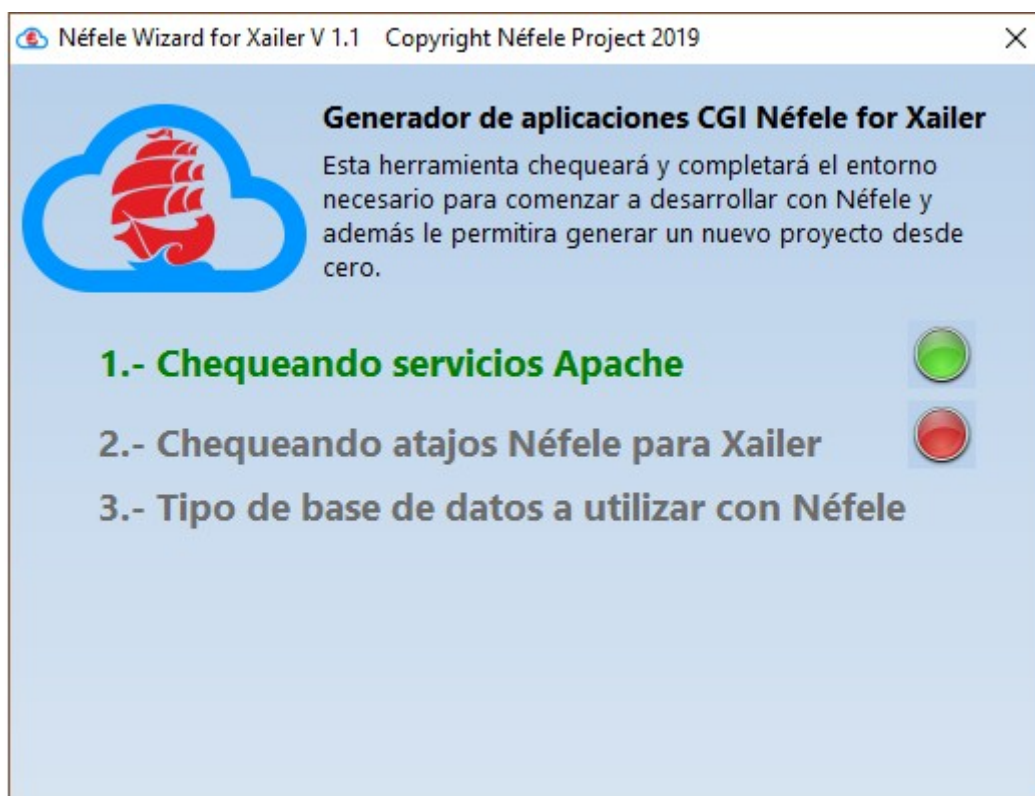 Néfele Wizard for Xailer V 1.1 Copyright Néfele Project 2019
Generador de aplicaciones CGI Néfele for Xailer
Esta herramienta chequeará y completará el entorno
necesario para comenzar a desarrollar con Néfele y
además le permitira generar un nuevo proyecto desde
cero.
1.- Chequeando servicios Apache
2.- Chequeando atajos Néfele para Xailer
3.- Tipo de base de datos a utilizar con Néfele